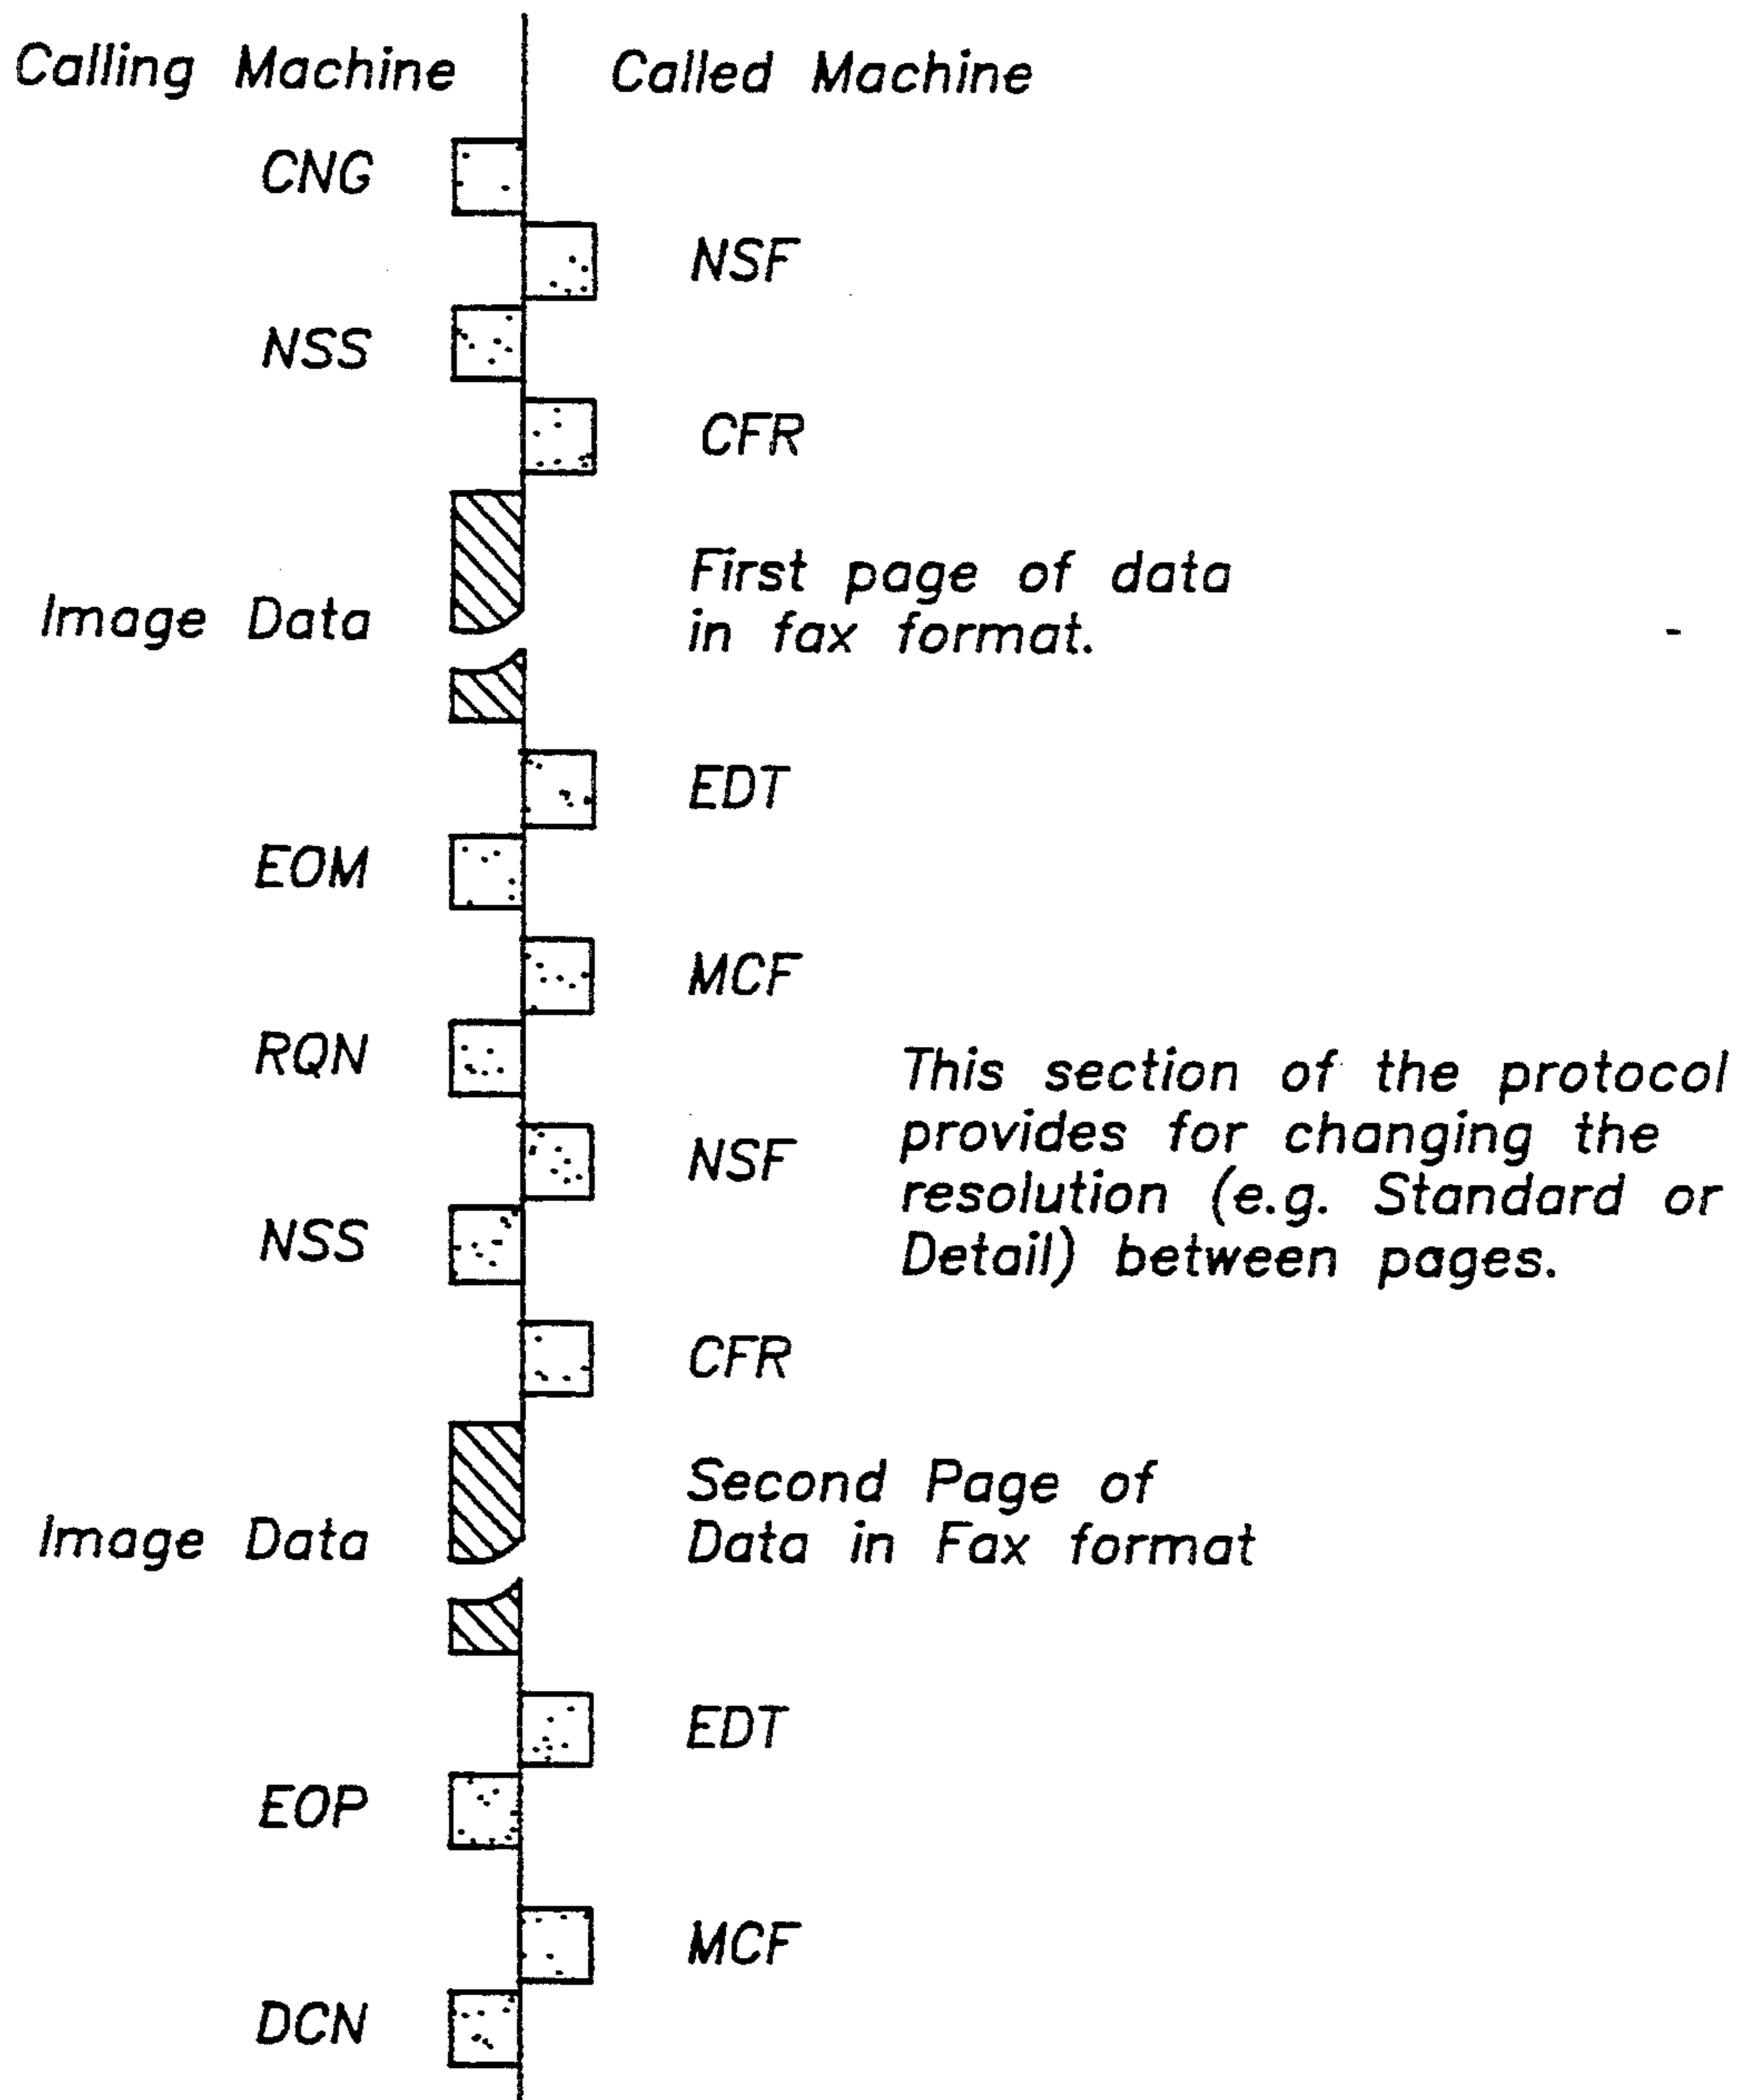 Calling Machine
Called Machine
CNG
NSF
NSS
CFR
First page of data
in fax format.
Image Data
EDT
EOM
MCF
RQN
This section of the protocol
provides for changing the
resolution (e.g. Standard or
Detail) between pages.
NSF
NSS
CFR
Second Page of
Data in Fax format
Image Data
EDT
EOP
MCF
DCN